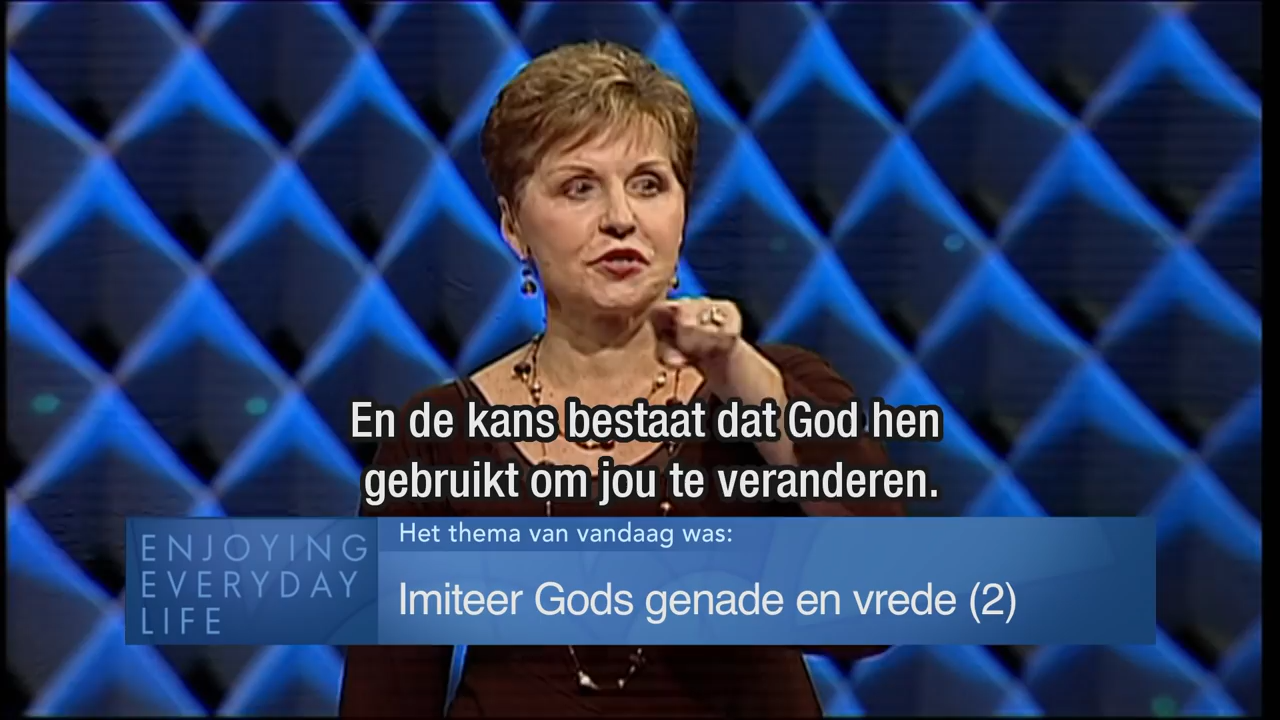 En de kans bestaat dat God hen
gebruikt om jou te veranderen.
ENJOYING
EVERYDAY
LIFE
Het thema van vandaag was:
Imiteer Gods genade en vrede (2)